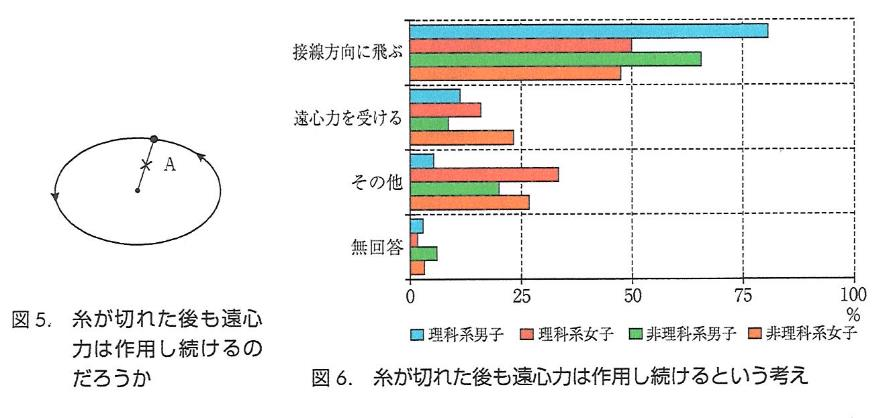 A
図5. 糸が切れた後も遠心
力は作用し続けるの
だろうか
接線方向に飛ぶ
遠心力を受ける
その他
無回答
0 25 50 75 100
%
理科系男子 理科系女子 非理科系男子 非理科系女子
図6. 糸が切れた後も遠心力は作用し続けるという考え